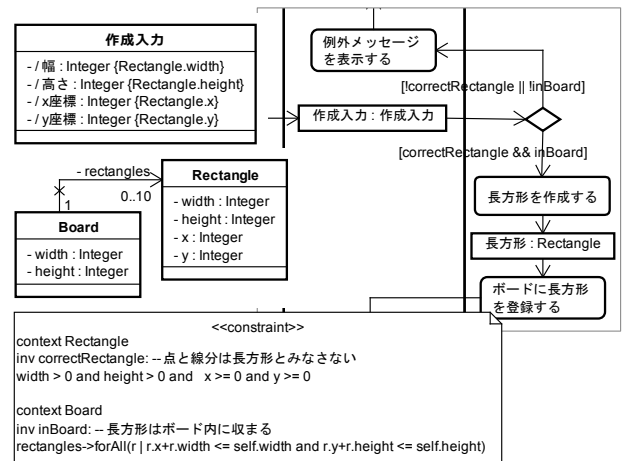 作成入力
- / 幅 : Integer {Rectangle.width}
- / 高さ : Integer {Rectangle.height}
- / x座標 : Integer {Rectangle.x}
- / y座標 : Integer {Rectangle.y}
例外メッセージ
を表示する
[!correctRectangle || !inBoard]
作成入力 : 作成入力
[correctRectangle && inBoard]
- rectangles
0..10
1
Rectangle
- width : Integer
- height : Integer
- x : Integer
- y : Integer
Board
- width : Integer
- height : Integer
長方形を作成する
長方形 : Rectangle
ボードに長方形
を登録する
<<constraint>>
context Rectangle
inv correctRectangle: -- 点と線分は長方形とみなさない
width > 0 and height > 0 and x >= 0 and y >= 0
context Board
inv inBoard: -- 長方形はボード内に収まる
rectangles->forAll(r | r.x+r.width <= self.width and r.y+r.height <= self.height)